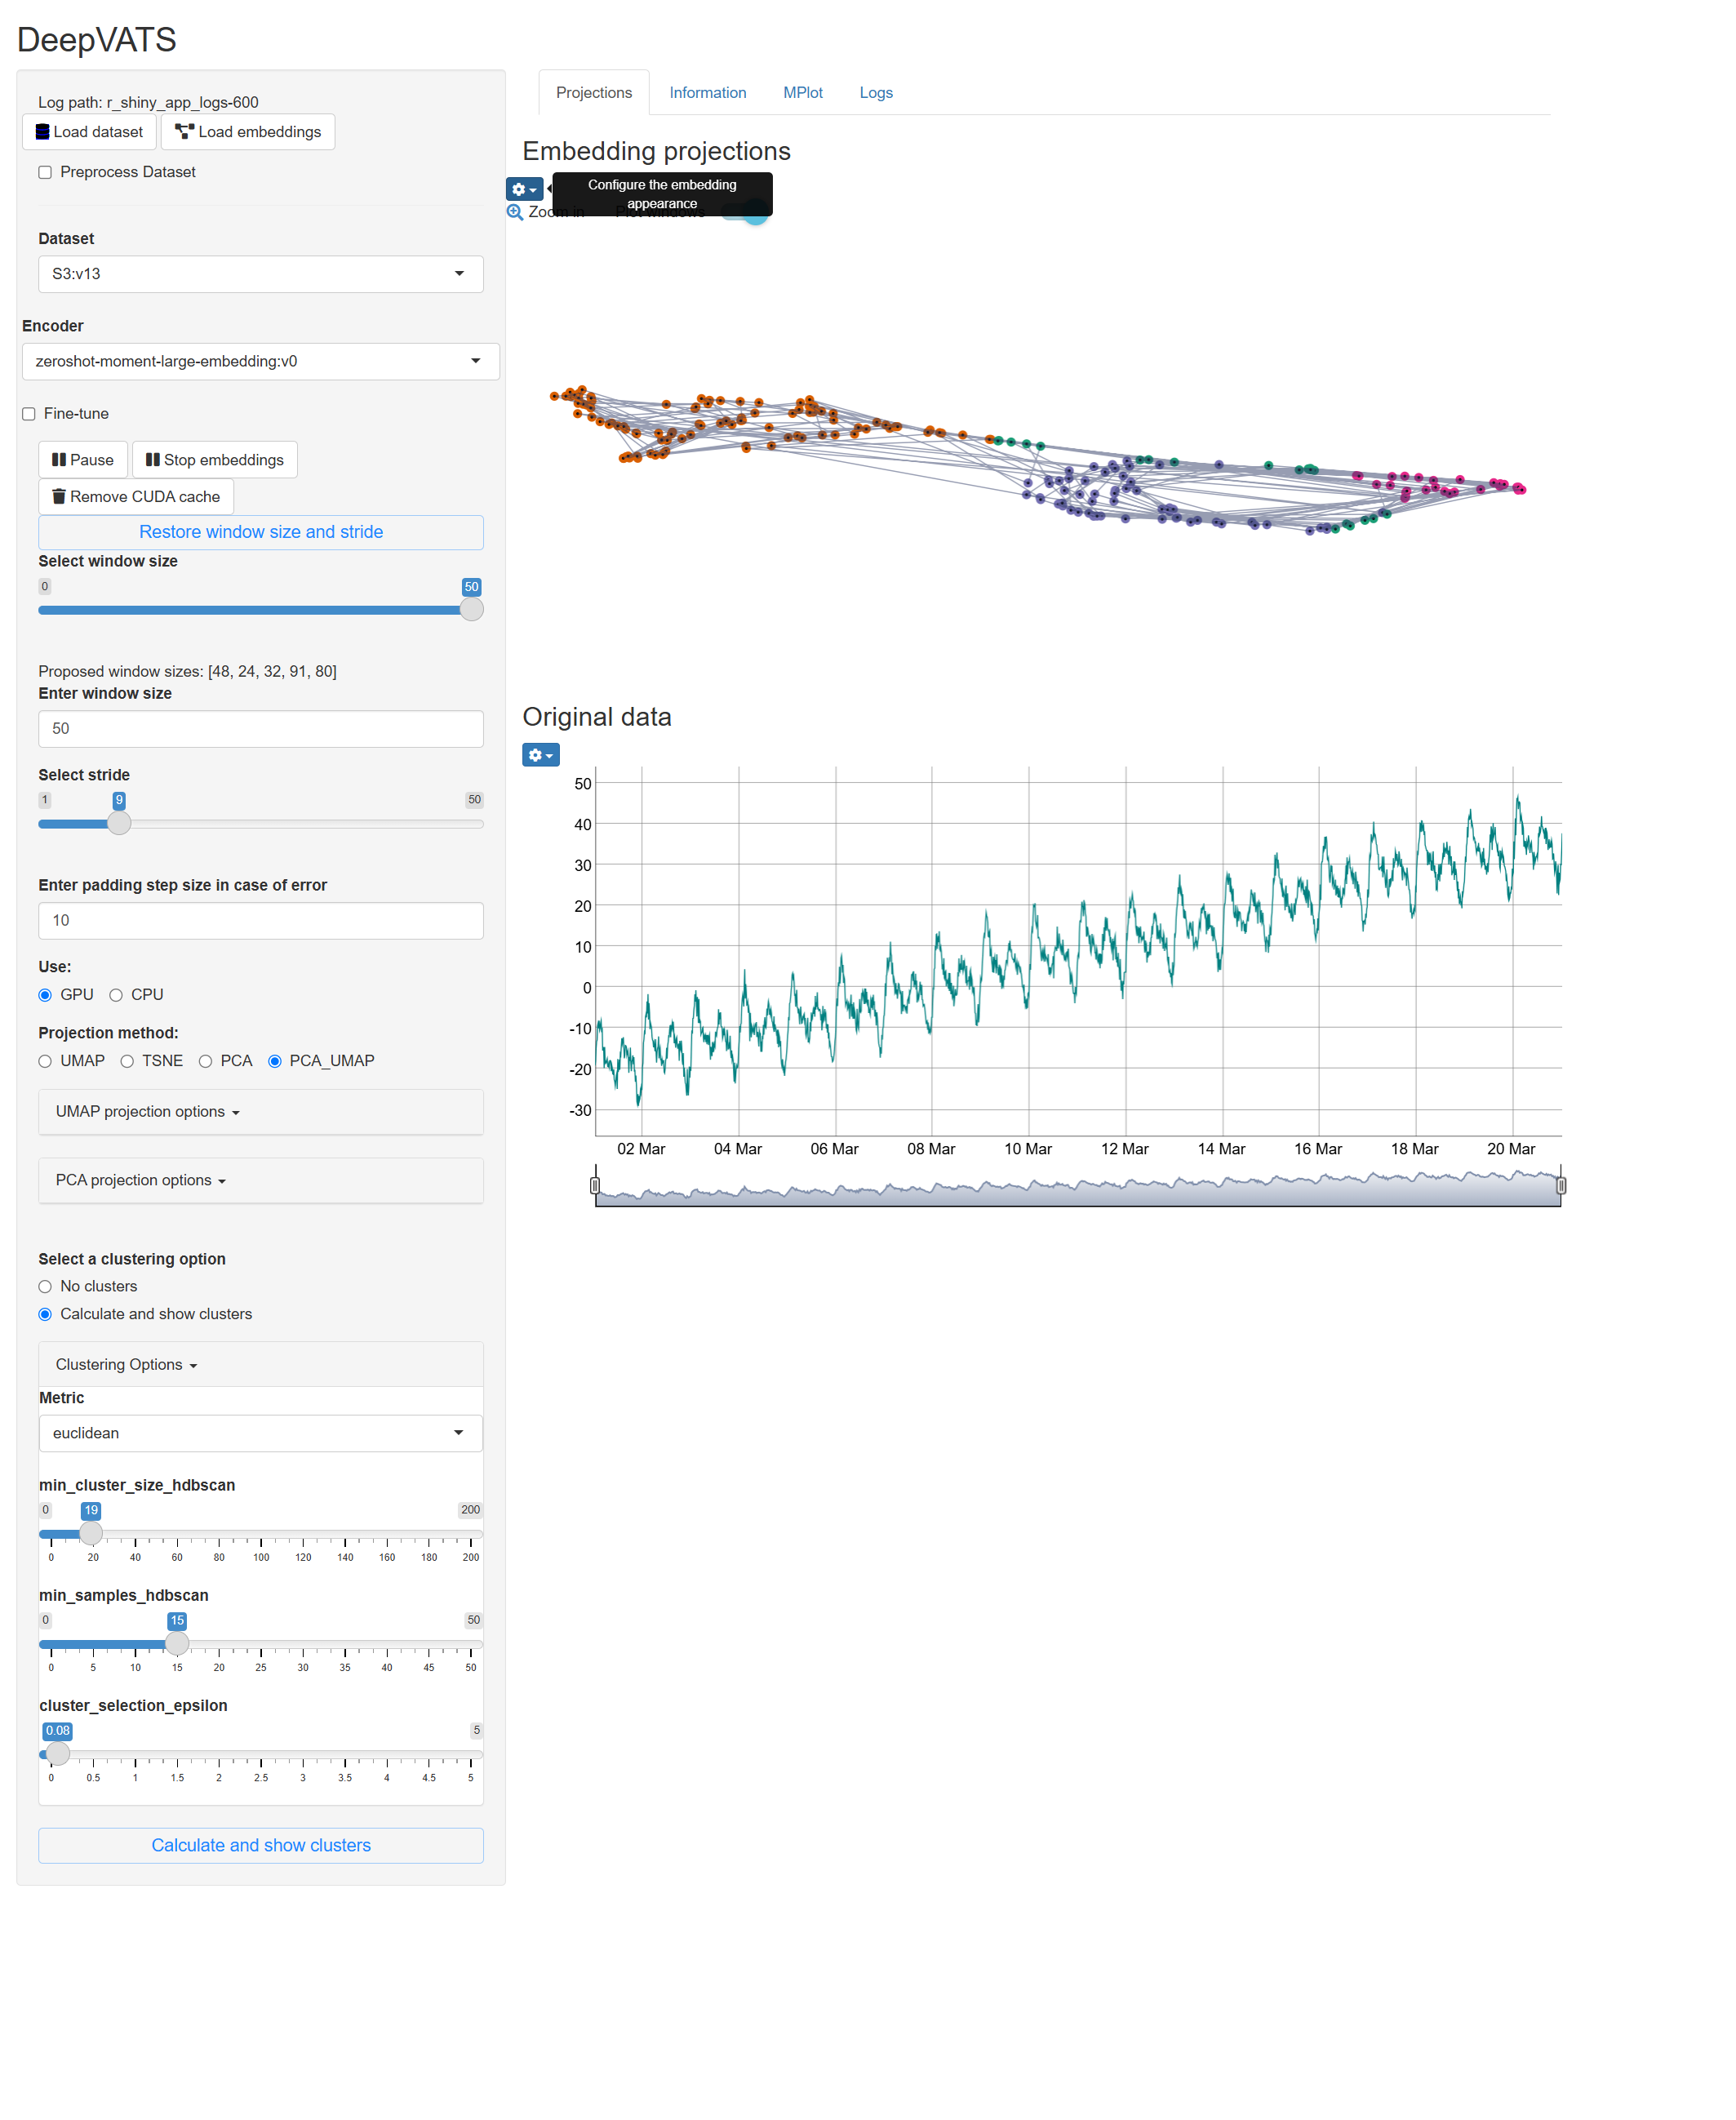 DeepVATS
Log path: r_shiny_app_logs-600
Load dataset
Load embeddings
Preprocess Dataset
Dataset
S3:v13
Encoder
zeroshot-moment-large-embedding:v0
Fine-tune
Pause
Stop embeddings
Remove CUDA cache
Restore window size and stride
Select window size
0
50
Proposed window sizes: [48, 24, 32, 91, 80]
Enter window size
50
Select stride
1
9
50
Enter padding step size in case of error
10
Use:
GPU CPU
Projection method:
UMAP TSNE PCA PCA_UMAP
UMAP projection options
PCA projection options
Select a clustering option
No clusters
Calculate and show clusters
Clustering Options
Metric
euclidean
min_cluster_size_hdbscan
0 19 200
0 20 40 60 80 100 120 140 160 180 200
min_samples_hdbscan
0 15 50
0 5 10 15 20 25 30 35 40 45 50
cluster_selection_epsilon
0.08 5
0 0.5 1 1.5 2 2.5 3 3.5 4 4.5 5
Calculate and show clusters
Projections Information MPlot Logs
Embedding projections
Configure the embedding
appearance
Zoom in Plot windows
Original data
50
40
30
20
10
0
-10
-20
-30
02 Mar 04 Mar 06 Mar 08 Mar 10 Mar 12 Mar 14 Mar 16 Mar 18 Mar 20 Mar